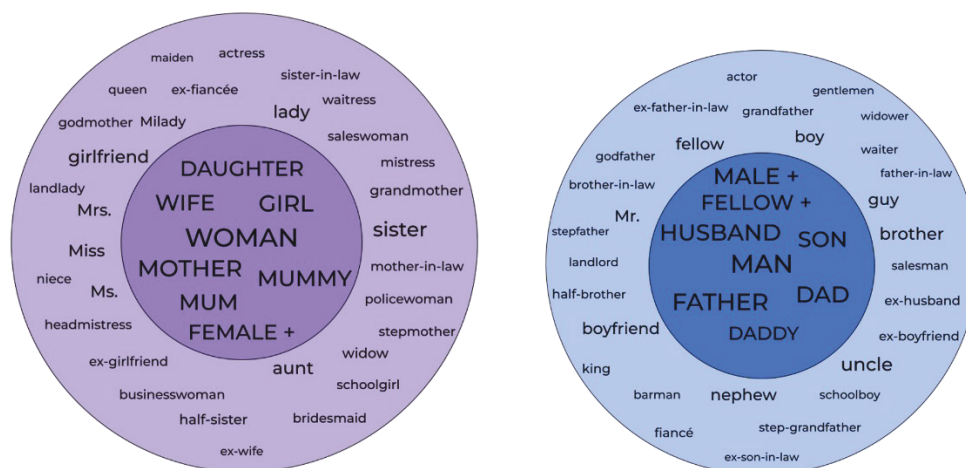 maiden
actress
sister-in-law
queen
ex-fiancée
waitress
godmother
Milady
lady
saleswoman
girlfriend
DAUGHTER
mistress
landlady
WIFE
GIRL
grandmother
Mrs.
WOMAN
sister
Miss
MOTHER
MUMMY
mother-in-law
niece
Ms.
MUM
policewoman
headmistress
FEMALE +
stepmother
ex-girlfriend
aunt
widow
businesswoman
schoolgirl
half-sister
bridesmaid
ex-wife
actor
gentlemen
ex-father-in-law
grandfather
widower
fellow
boy
godfather
waiter
brother-in-law
MALE +
father-in-law
Mr.
FELLOW +
guy
stepfather
HUSBAND
SON
brother
landlord
MAN
salesman
half-brother
FATHER
DAD
ex-husband
boyfriend
DADDY
ex-boyfriend
king
uncle
barman
nephew
schoolboy
fiancé
step-grandfather
ex-son-in-law